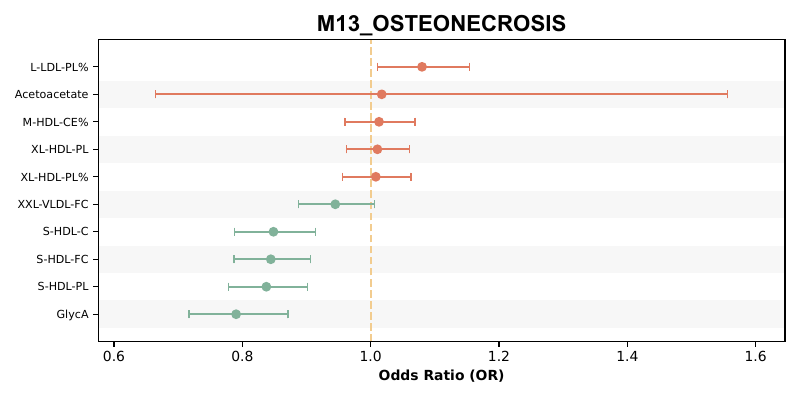 M13_OSTEONECROSIS
L-LDL-PL%
Acetoacetate
M-HDL-CE%
XL-HDL-PL
XL-HDL-PL%
XXL-VLDL-FC
S-HDL-C
S-HDL-FC
S-HDL-PL
GlycA
0.6 0.8 1.0 1.2 1.4 1.6
Odds Ratio (OR)